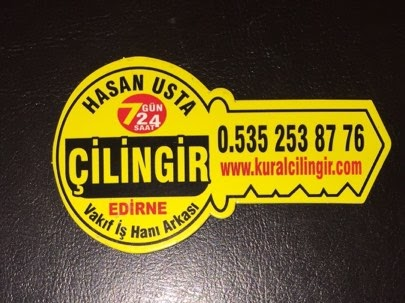 HASAN USTA
7 GÜN
24
SAAT
ÇİLİNGİR
EDİRNE
Vakıf İş Hanı Arkası
0.535 253 87 76
www.kuralcilingir.com